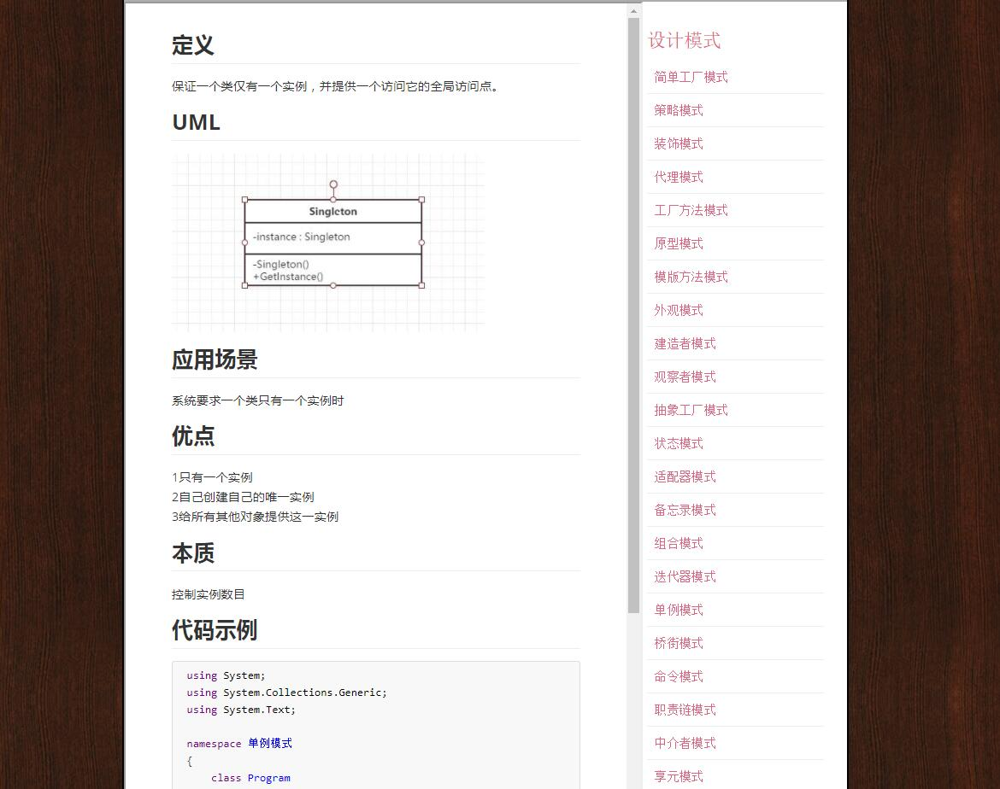 定义
保证一个类仅有一个实例，并提供一个访问它的全局访问点。
UML
Singleton
-instance : Singleton
-Singleton()
+GetInstance()
应用场景
系统要求一个类只有一个实例时
优点
1只有一个实例
2自己创建自己的唯一实例
3给所有其他对象提供这一实例
本质
控制实例数目
代码示例
using System;
using System.Collections.Generic;
using System.Text;
namespace 单例模式
{
class Program
设计模式
简单工厂模式
策略模式
装饰模式
代理模式
工厂方法模式
原型模式
模版方法模式
外观模式
建造者模式
观察者模式
抽象工厂模式
状态模式
适配器模式
备忘录模式
组合模式
迭代器模式
单例模式
桥街模式
命令模式
职责链模式
中介者模式
享元模式